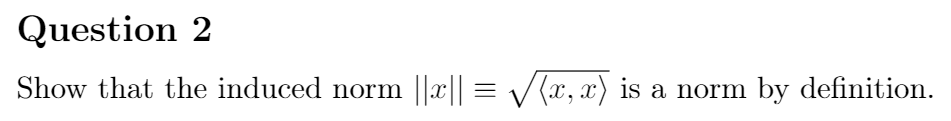 Question 2
Show that the induced norm ||x|| ≡ √⟨x, x⟩ is a norm by definition.